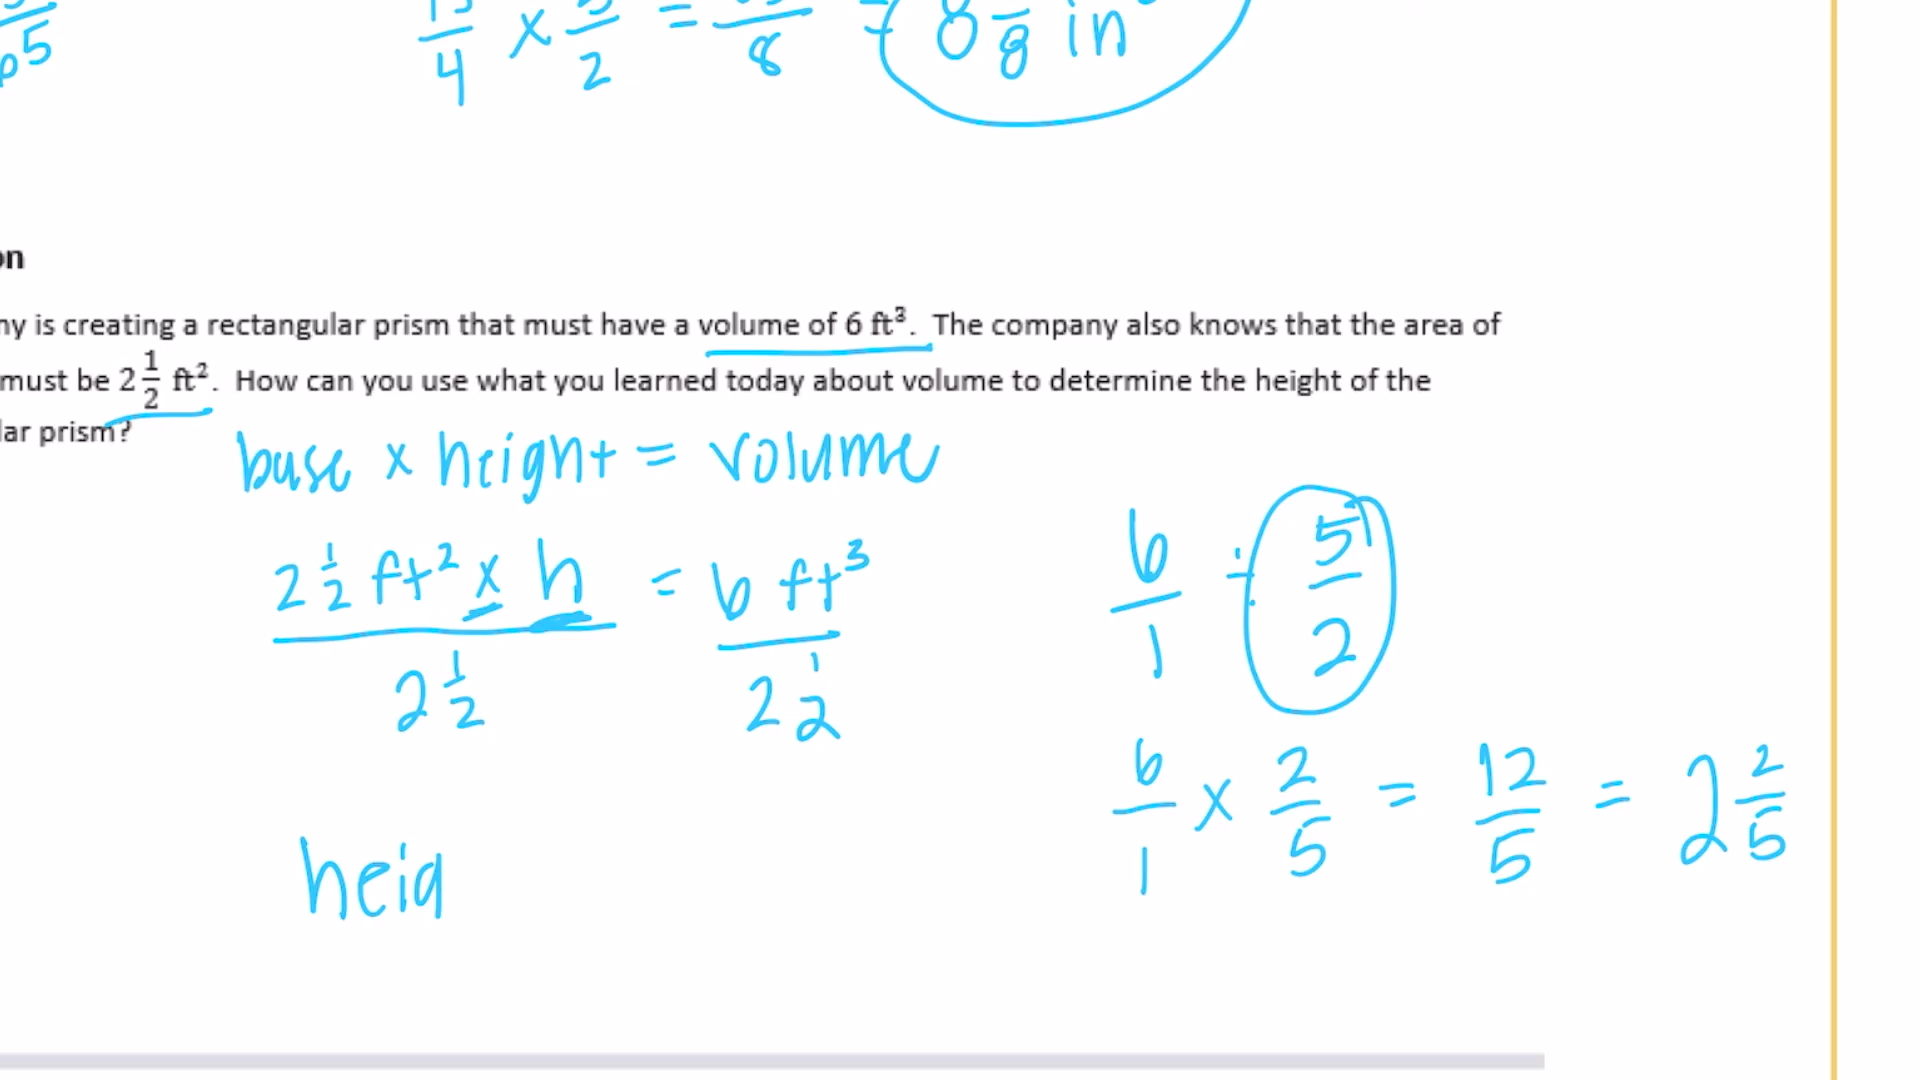 5
4 × 2 = 8 = 8 8 in
on
ny is creating a rectangular prism that must have a volume of 6 ft³. The company also knows that the area of
must be 2 1/2 ft². How can you use what you learned today about volume to determine the height of the
lar prism?
base × height = volume
2 1/2 ft² × h = 6 ft³
2 1/2 2 1/2
6/1 ÷ 5/2
6/1 × 2/5 = 12/5 = 2 2/5
heig